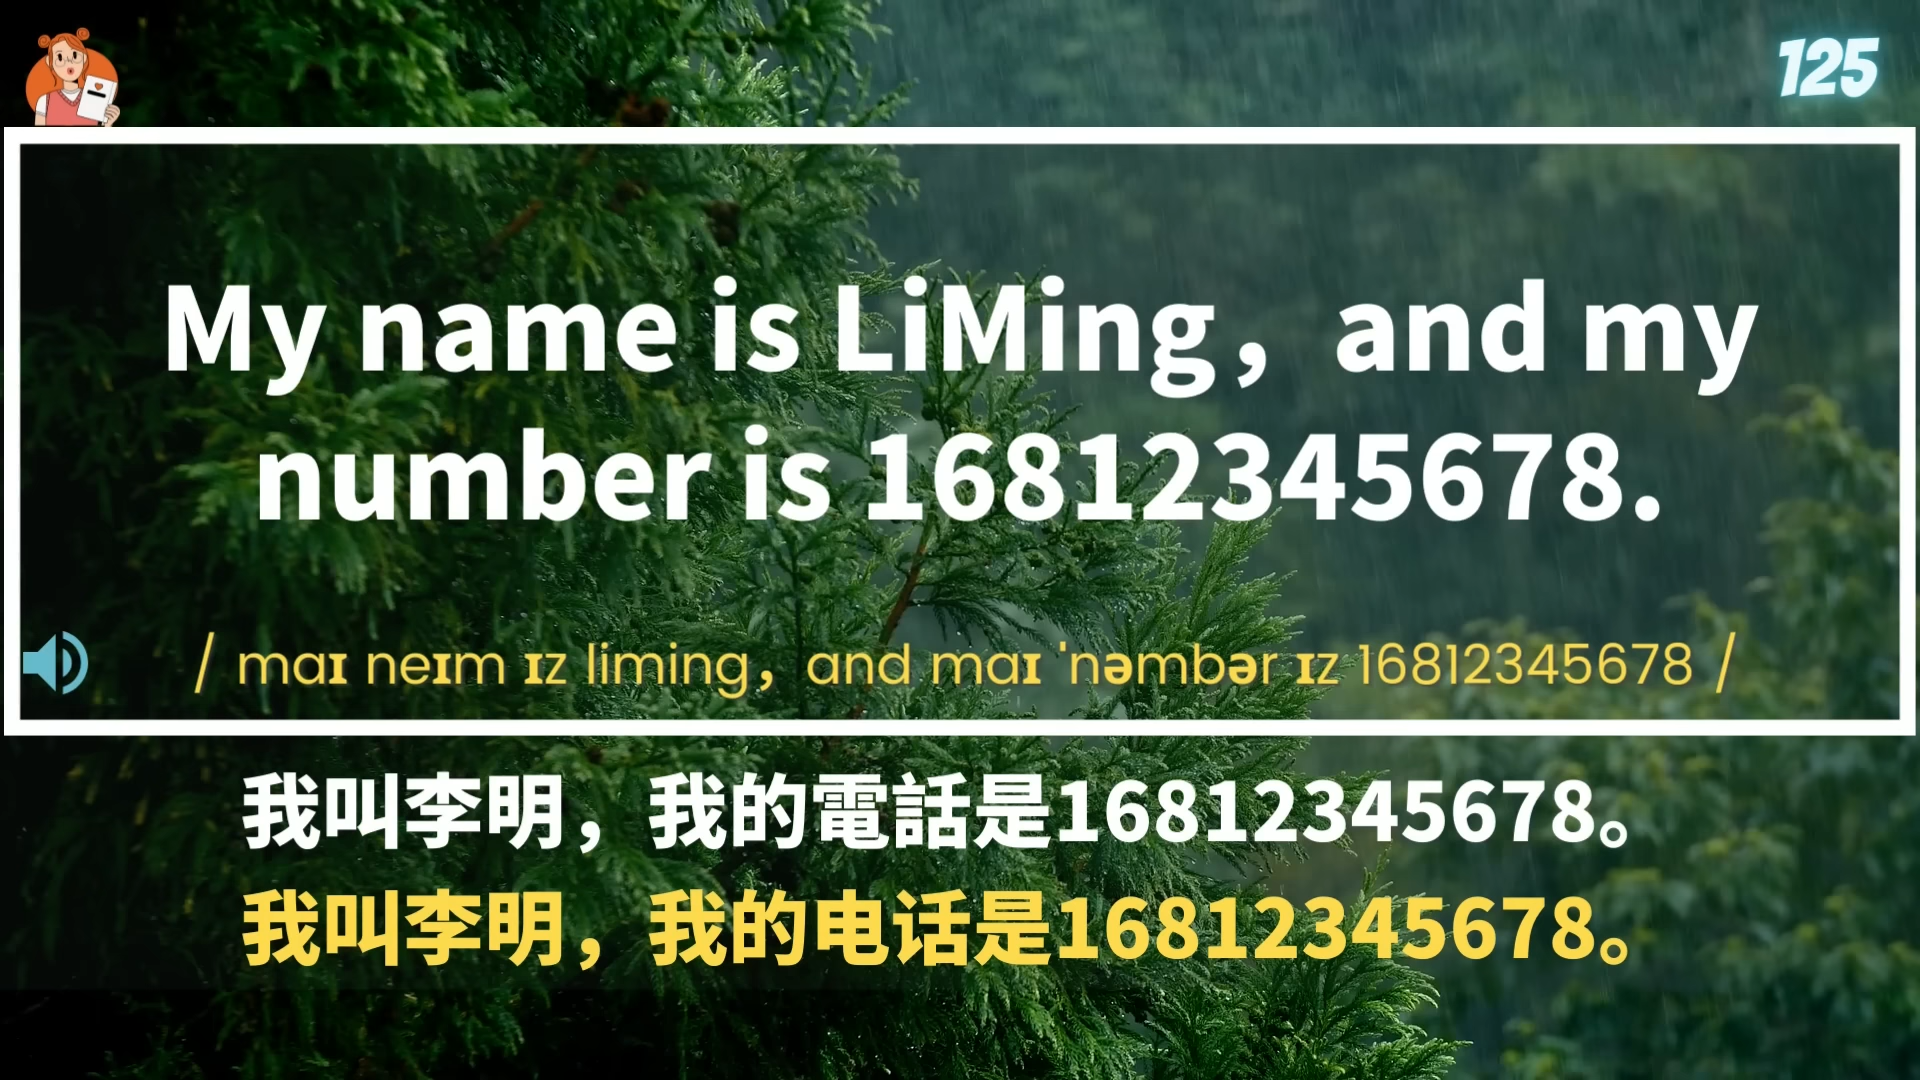 125
My name is LiMing，and my
number is 16812345678.
/ maɪ neɪm ɪz liming，and maɪ ˈnəmbər ɪz 16812345678 /
我叫李明，我的電話是16812345678。
我叫李明，我的电话是16812345678。